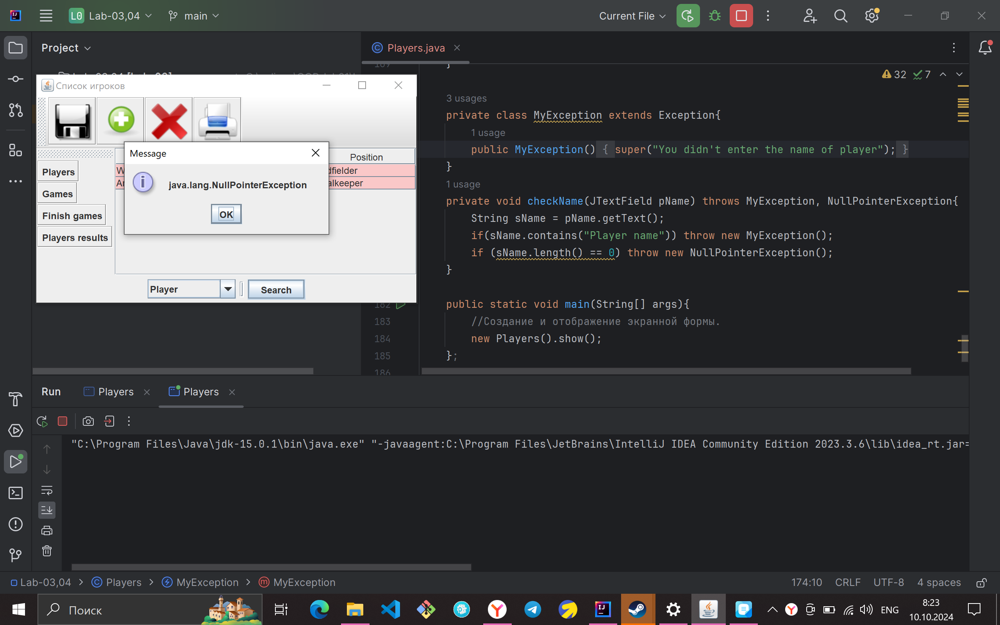 L0 Lab-03,04 main Current File
Project
Players.java
32 7
Список игроков
3 usages
private class MyException extends Exception{
1 usage
public MyException() { super("You didn't enter the name of player"); }
}
1 usage
private void checkName(JTextField pName) throws MyException, NullPointerException{
String sName = pName.getText();
if(sName.contains("Player name")) throw new MyException();
if (sName.length() == 0) throw new NullPointerException();
}
182 public static void main(String[] args){
183 //Создание и отображение экранной формы.
184 new Players().show();
185 };
186
Position
dfielder
alkeeper
Players
Games
Finish games
Players results
Message
java.lang.NullPointerException
OK
Player
Search
Run Players Players
"C:\Program Files\Java\jdk-15.0.1\bin\java.exe" "-javaagent:C:\Program Files\JetBrains\IntelliJ IDEA Community Edition 2023.3.6\lib\idea_rt.jar=
Lab-03,04 > Players > MyException > MyException 174:10 CRLF UTF-8 4 spaces
Поиск
ENG
8:23
10.10.2024